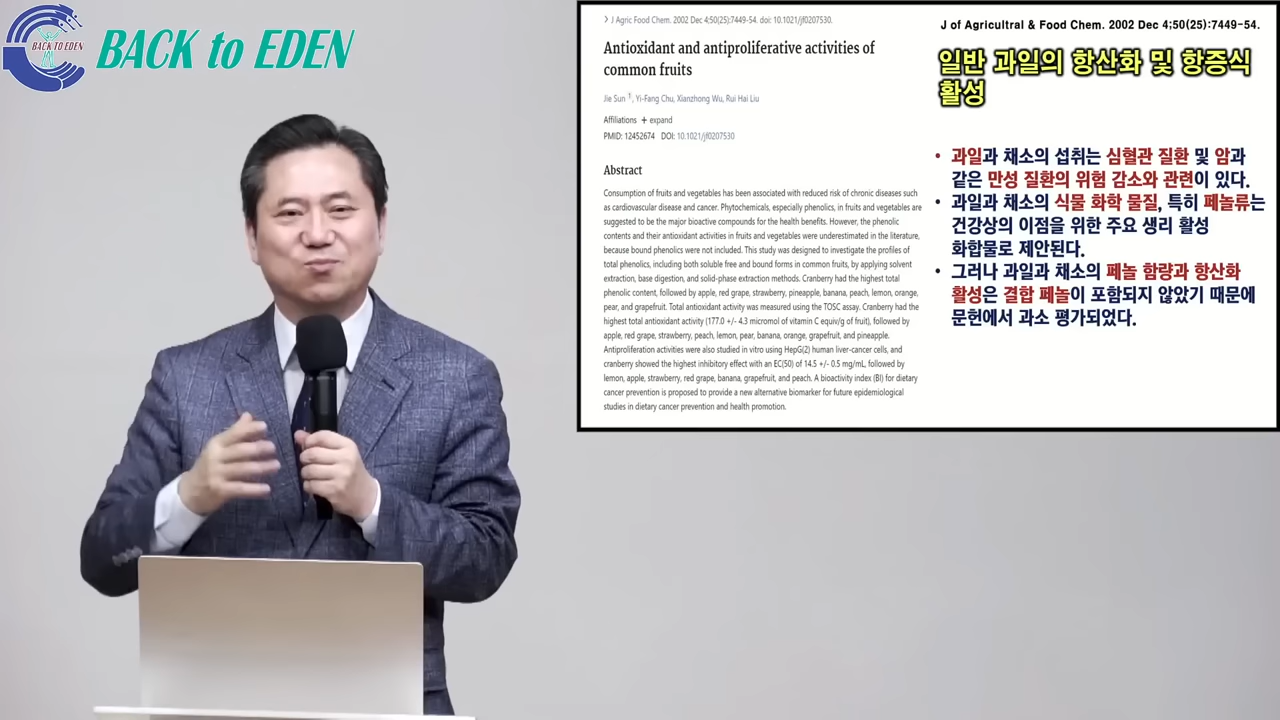 BACK TO EDEN
BACK to EDEN
J Agric Food Chem. 2002 Dec 4;50(25):7449-54. doi: 10.1021/jf0207530.
Antioxidant and antiproliferative activities of
common fruits
Jie Sun 1, Yi-Fang Chu, Xianzhong Wu, Rui Hai Liu
Affiliations + expand
PMID: 12452674 DOI: 10.1021/jf0207530
Abstract
Consumption of fruits and vegetables has been associated with reduced risk of chronic diseases such
as cardiovascular disease and cancer. Phytochemicals, especially phenolics, in fruits and vegetables are
suggested to be the major bioactive compounds for the health benefits. However, the phenolic
contents and their antioxidant activities in fruits and vegetables were underestimated in the literature,
because bound phenolics were not included. This study was designed to investigate the profiles of
total phenolics, including both soluble free and bound forms in common fruits, by applying solvent
extraction, base digestion, and solid-phase extraction methods. Cranberry had the highest total
phenolic content, followed by apple, red grape, strawberry, pineapple, banana, peach, lemon, orange,
pear, and grapefruit. Total antioxidant activity was measured using the TOSC assay. Cranberry had the
highest total antioxidant activity (177.0 +/- 4.3 micromol of vitamin C equiv/g of fruit), followed by
apple, red grape, strawberry, peach, lemon, pear, banana, orange, grapefruit, and pineapple.
Antiproliferation activities were also studied in vitro using HepG(2) human liver-cancer cells, and
cranberry showed the highest inhibitory effect with an EC(50) of 14.5 +/- 0.5 mg/mL, followed by
lemon, apple, strawberry, red grape, banana, grapefruit, and peach. A bioactivity index (BI) for dietary
cancer prevention is proposed to provide a new alternative biomarker for future epidemiological
studies in dietary cancer prevention and health promotion.
J of Agricultral & Food Chem. 2002 Dec 4;50(25):7449-54.
일반 과일의 항산화 및 항증식
활성
• 과일과 채소의 섭취는 심혈관 질환 및 암과
같은 만성 질환의 위험 감소와 관련이 있다.
• 과일과 채소의 식물 화학 물질, 특히 페놀류는
건강상의 이점을 위한 주요 생리 활성
화합물로 제안된다.
• 그러나 과일과 채소의 페놀 함량과 항산화
활성은 결합 페놀이 포함되지 않았기 때문에
문헌에서 과소 평가되었다.